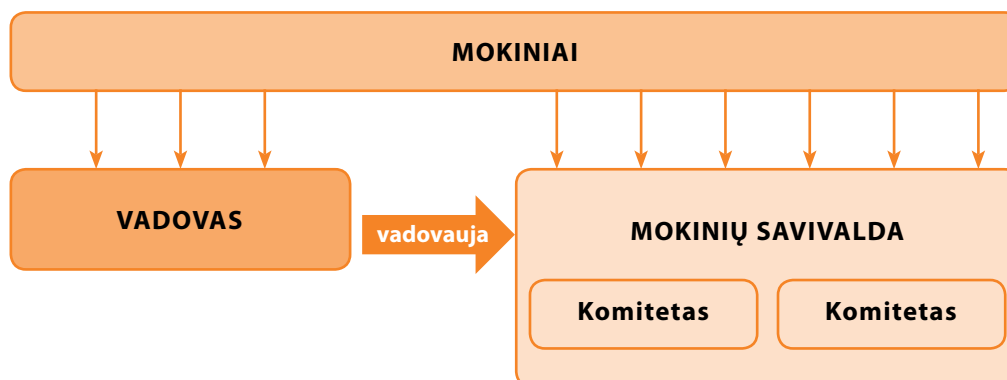 MOKINIAI
VADOVAS
vadovauja
MOKINIŲ SAVIVALDA
Komitetas
Komitetas